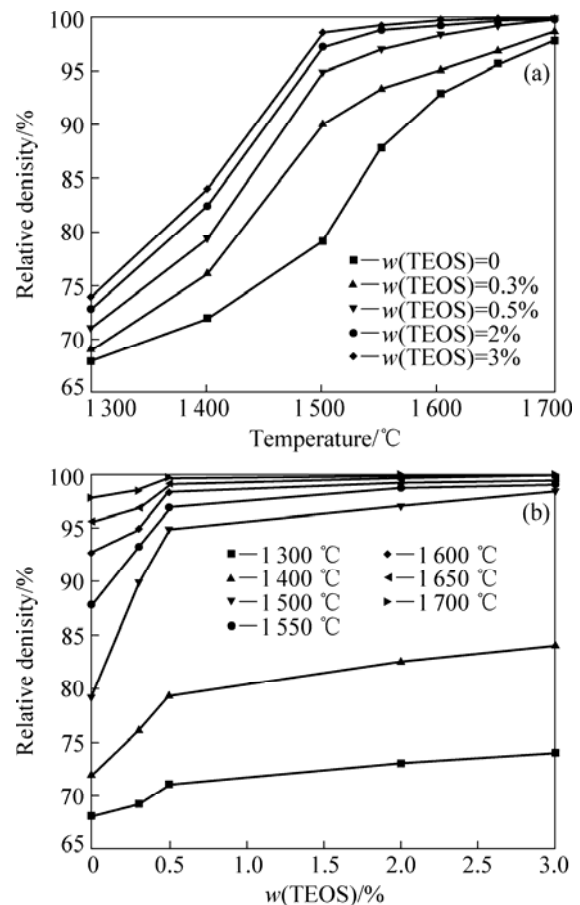 100
95
90
85
80
75
70
65
Relative denisity/%
(a)
w(TEOS)=0
w(TEOS)=0.3%
w(TEOS)=0.5%
w(TEOS)=2%
w(TEOS)=3%
1 300 1 400 1 500 1 600 1 700
Temperature/℃
100
95
90
85
80
75
70
65
Relative denisity/%
(b)
1 300 ℃ 1 600 ℃
1 400 ℃ 1 650 ℃
1 500 ℃ 1 700 ℃
1 550 ℃
0 0.5 1.0 1.5 2.0 2.5 3.0
w(TEOS)/%